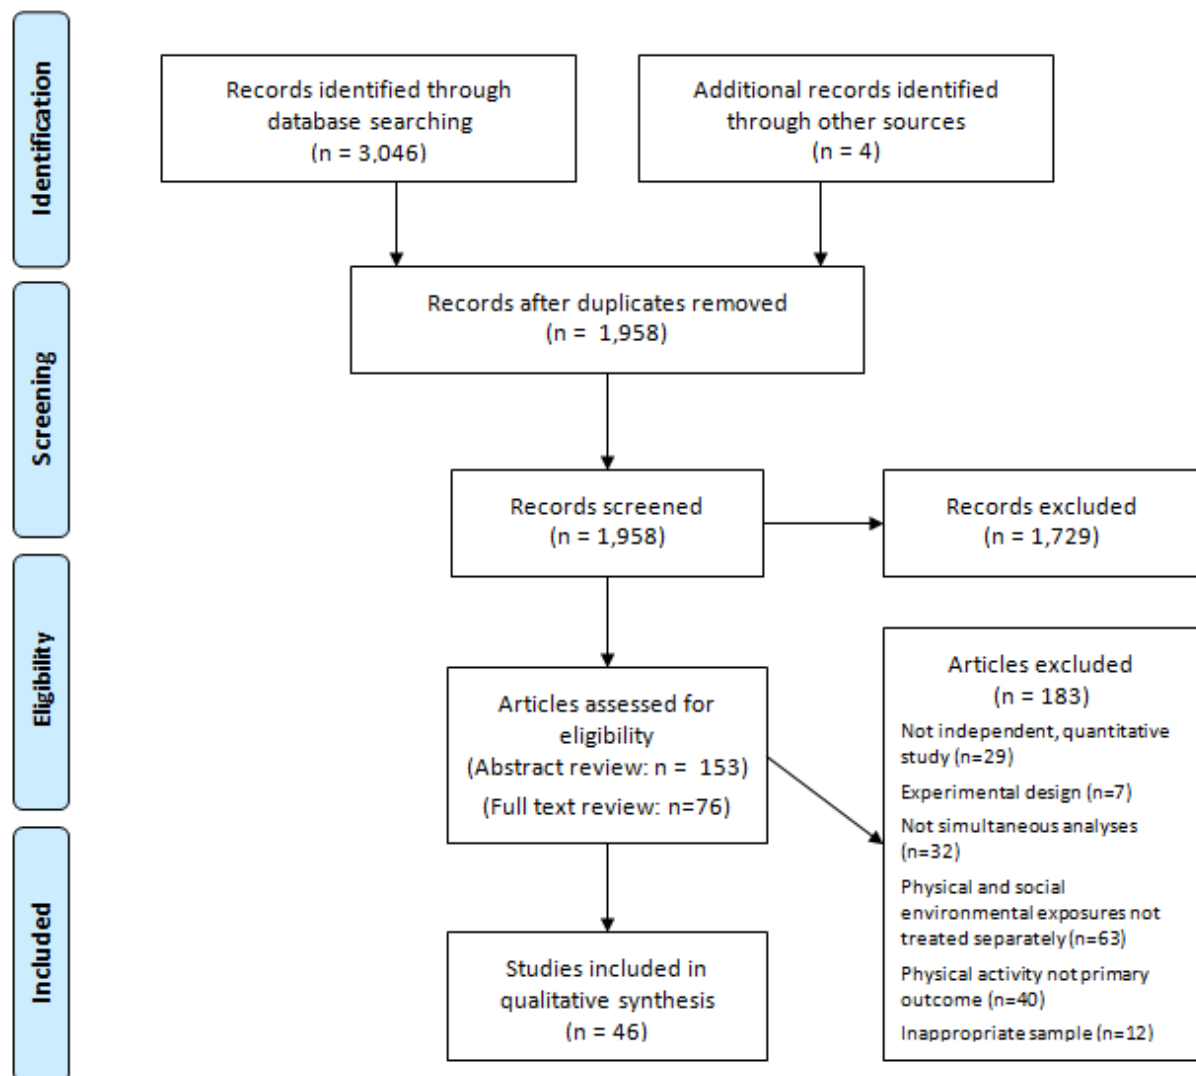 Identification
Records identified through
database searching
(n = 3,046)
Additional records identified
through other sources
(n = 4)
Records after duplicates removed
(n = 1,958)
Screening
Records screened
(n = 1,958)
Records excluded
(n = 1,729)
Eligibility
Articles assessed for
eligibility
(Abstract review: n = 153)
(Full text review: n=76)
Articles excluded
(n = 183)
Not independent, quantitative
study (n=29)
Experimental design (n=7)
Not simultaneous analyses
(n=32)
Physical and social
environmental exposures not
treated separately (n=63)
Physical activity not primary
outcome (n=40)
Inappropriate sample (n=12)
Included
Studies included in
qualitative synthesis
(n = 46)